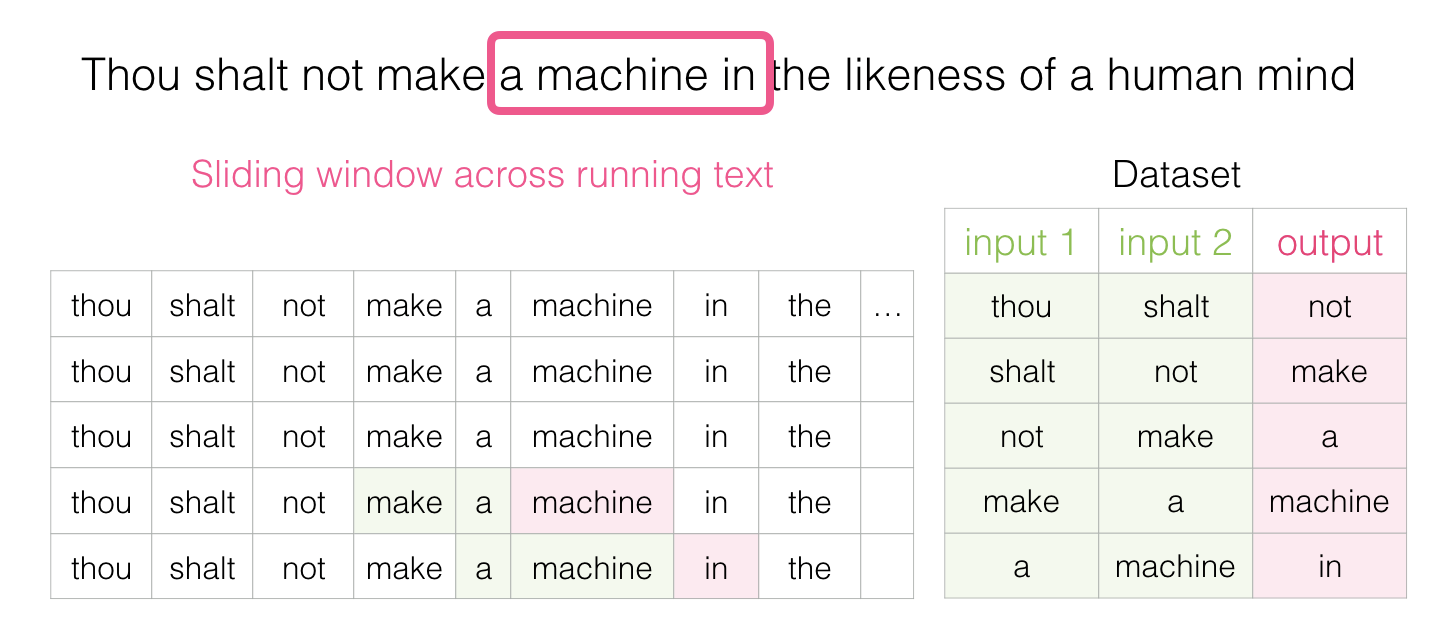 Thou shalt not make a machine in the likeness of a human mind
Sliding window across running text
thou shalt not make a machine in the ...
thou shalt not make a machine in the
thou shalt not make a machine in the
thou shalt not make a machine in the
thou shalt not make a machine in the
Dataset
input 1 input 2 output
thou shalt not
shalt not make
not make a
make a machine
a machine in